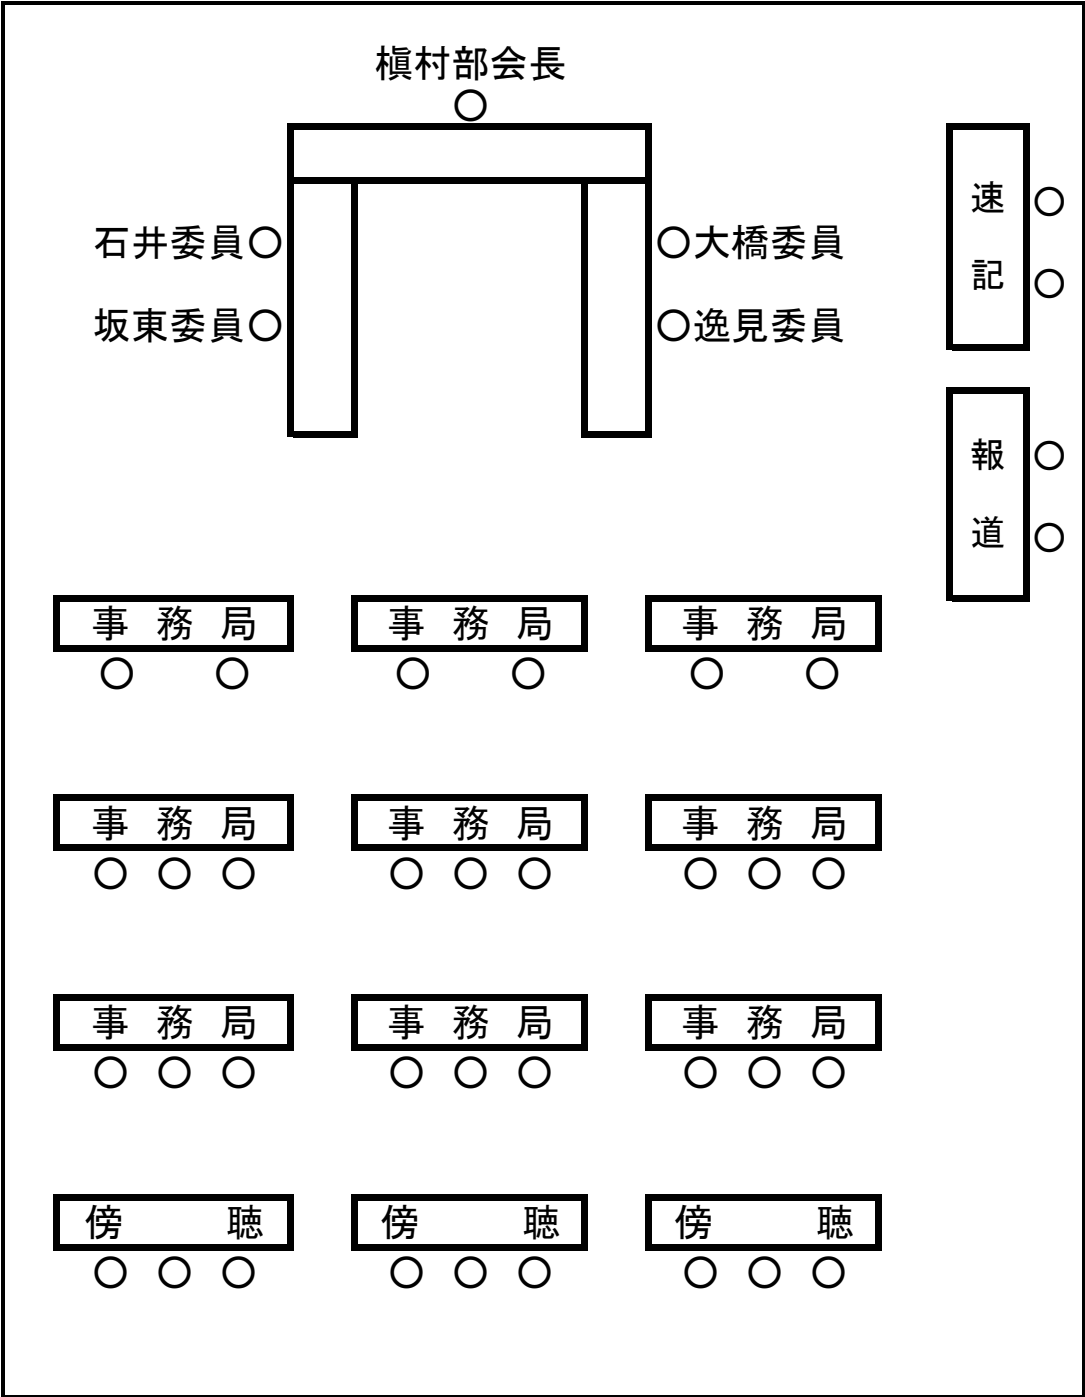 槇村部会長
○
石井委員○ ○大橋委員
坂東委員○ ○逸見委員
速記
○
○
報道
○
○
事務局 事務局 事務局
○ ○ ○ ○ ○ ○
事務局 事務局 事務局
○ ○ ○ ○ ○ ○ ○ ○ ○
事務局 事務局 事務局
○ ○ ○ ○ ○ ○ ○ ○ ○
傍聴 傍聴 傍聴
○ ○ ○ ○ ○ ○ ○ ○ ○